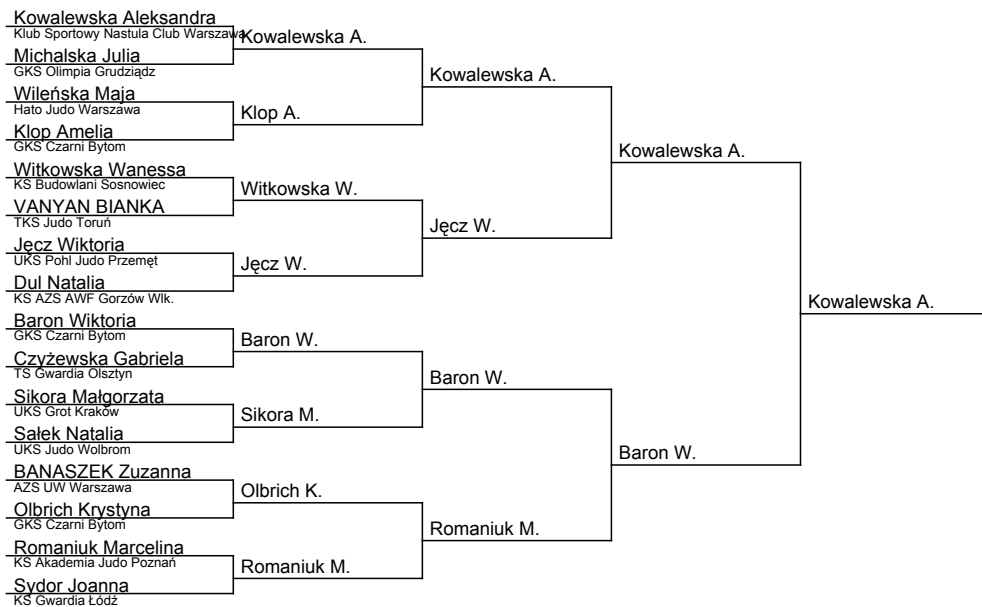 Kowalewska Aleksandra
Klub Sportowy Nastula Club Warszawa
Michalska Julia
GKS Olimpia Grudziądz
Wileńska Maja
Hato Judo Warszawa
Klop Amelia
GKS Czarni Bytom
Witkowska Wanessa
KS Budowlani Sosnowiec
VANYAN BIANKA
TKS Judo Toruń
Jęcz Wiktoria
UKS Pohl Judo Przemęt
Dul Natalia
KS AZS AWF Gorzów Wlk.
Baron Wiktoria
GKS Czarni Bytom
Czyżewska Gabriela
TS Gwardia Olsztyn
Sikora Małgorzata
UKS Grot Kraków
Sałek Natalia
UKS Judo Wolbrom
BANASZEK Zuzanna
AZS UW Warszawa
Olbrich Krystyna
GKS Czarni Bytom
Romaniuk Marcelina
KS Akademia Judo Poznań
Sydor Joanna
KS Gwardia Łódź
Kowalewska A.
Klop A.
Witkowska W.
Jęcz W.
Baron W.
Sikora M.
Olbrich K.
Romaniuk M.
Kowalewska A.
Jęcz W.
Baron W.
Romaniuk M.
Kowalewska A.
Baron W.
Kowalewska A.